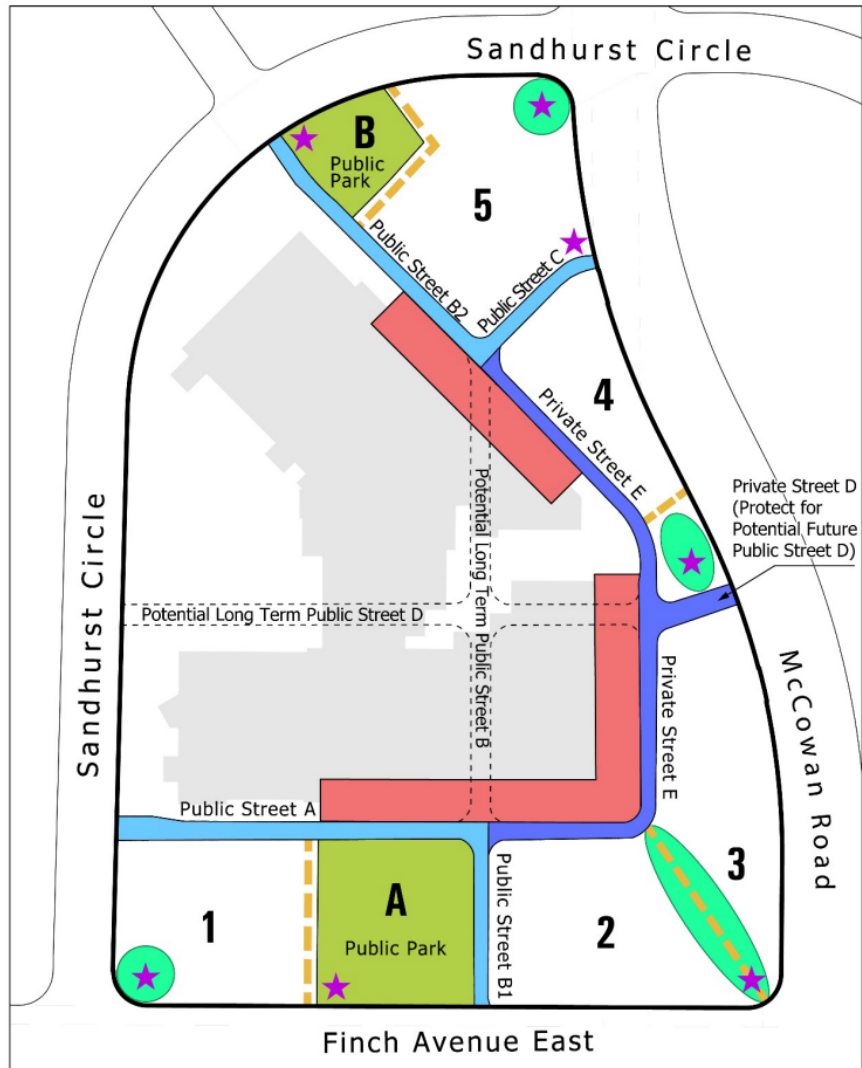 Sandhurst Circle
B
Public
Park
5
Public Street B2
Public Street C
4
Private Street E
Private Street D
(Protect for
Potential Future
Public Street D)
Sandhurst Circle
Potential Long Term Public Street D
Potential Long Term Public Street B
Private Street E
McCowan Road
Public Street A
1
A
Public Park
Public Street B1
2
3
Finch Avenue East